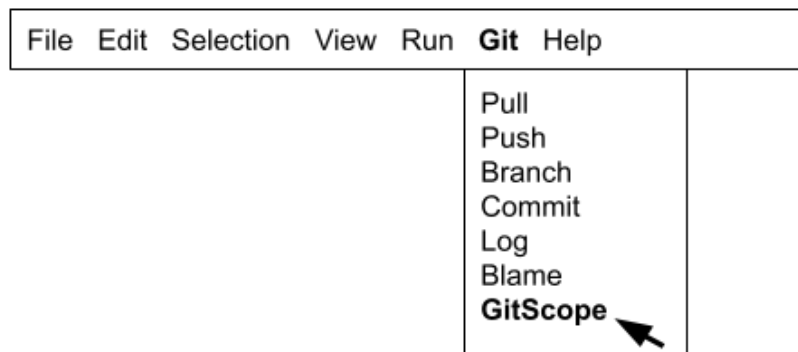 File Edit Selection View Run Git Help
Pull
Push
Branch
Commit
Log
Blame
GitScope